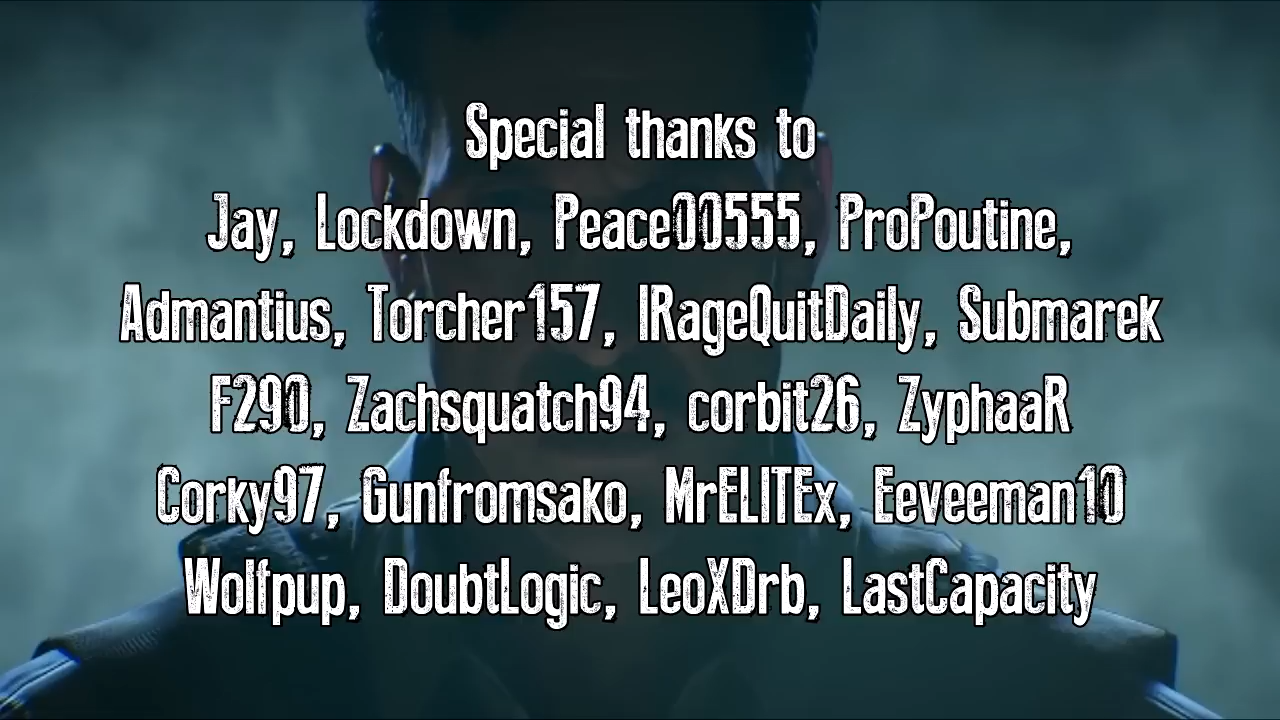 Special thanks to
Jay, Lockdown, Peace00555, ProPoutine,
Admantius, Torcher157, IRageQuitDaily, Submarek
F290, Zachsquatch94, corbit26, ZyphaaR
Corky97, Gunfromsako, MrELITEx, Eeveeman10
Wolfpup, DoubtLogic, LeoXDrb, LastCapacity